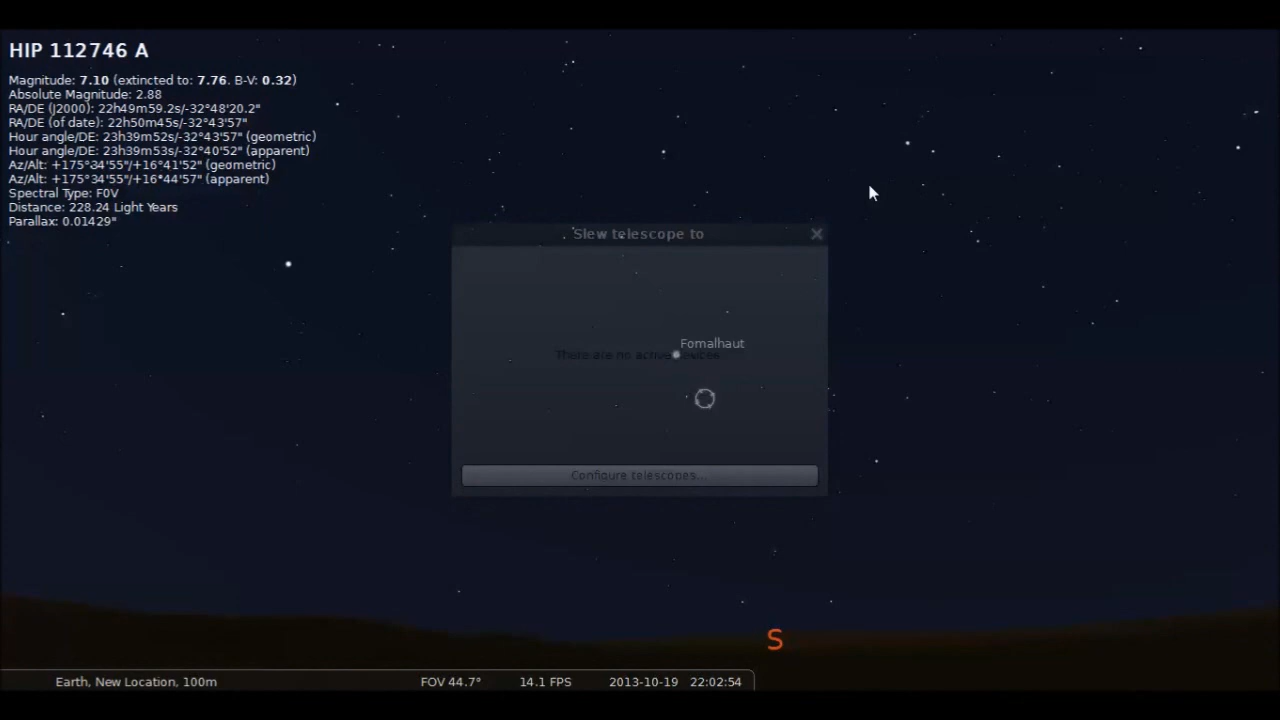 HIP 112746 A
Magnitude: 7.10 (extincted to: 7.76. B-V: 0.32)
Absolute Magnitude: 2.88
RA/DE (J2000): 22h49m59.2s/-32°48'20.2"
RA/DE (of date): 22h50m45s/-32°43'57"
Hour angle/DE: 23h39m52s/-32°43'57" (geometric)
Hour angle/DE: 23h39m53s/-32°40'52" (apparent)
Az/Alt: +175°34'55"/+16°41'52" (geometric)
Az/Alt: +175°34'55"/+16°44'57" (apparent)
Spectral Type: F0V
Distance: 228.24 Light Years
Parallax: 0.01429"
Slew telescope to
Fomalhaut
There are no active devices
Configure telescopes...
S
Earth, New Location, 100m FOV 44.7° 14.1 FPS 2013-10-19 22:02:54